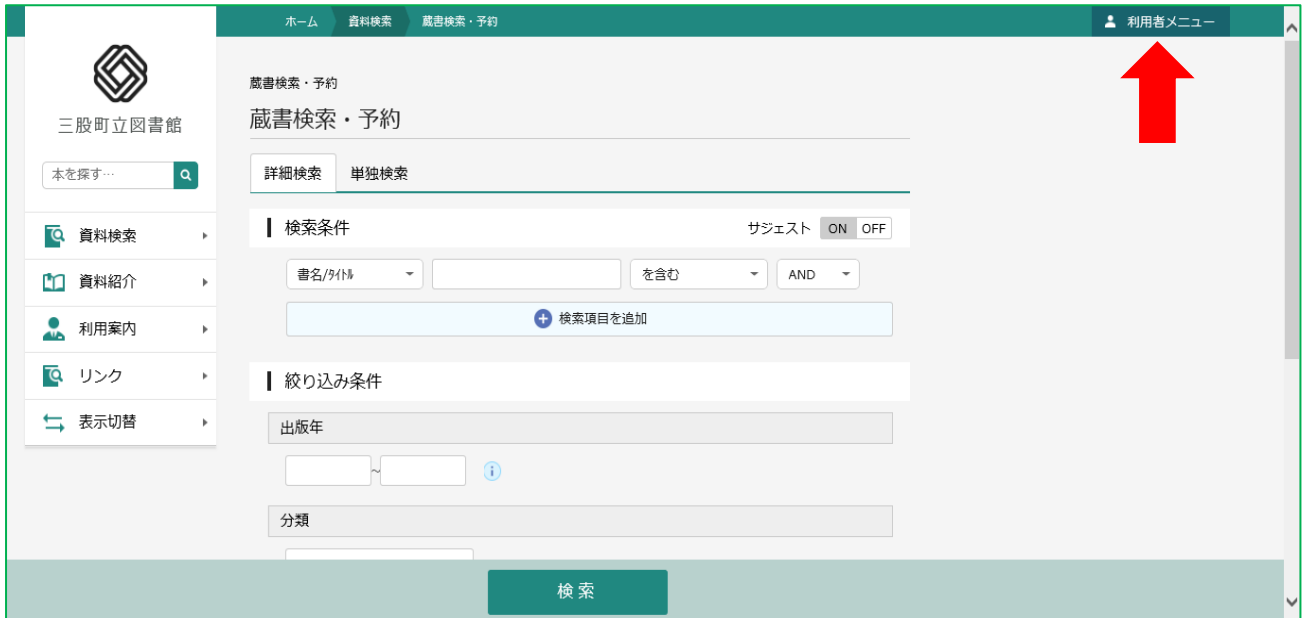 ホーム 資料検索 蔵書検索・予約 利用者メニュー
三股町立図書館
本を探す…
資料検索
資料紹介
利用案内
リンク
表示切替
蔵書検索・予約
蔵書検索・予約
詳細検索 単独検索
検索条件 サジェスト ON OFF
書名/ﾀｲﾄﾙ を含む AND
検索項目を追加
絞り込み条件
出版年
~
分類
検索